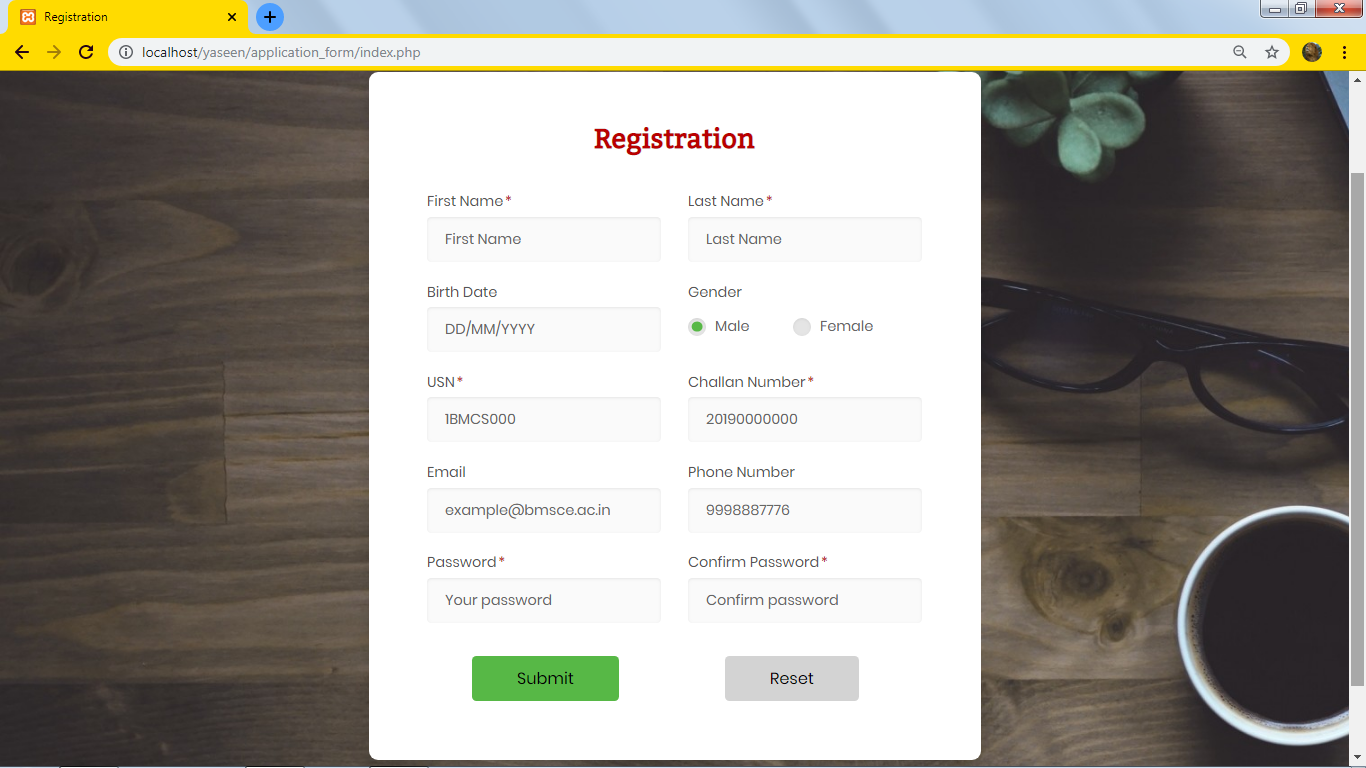 Registration
localhost/yaseen/application_form/index.php
Registration
First Name * Last Name *
First Name Last Name
Birth Date Gender
DD/MM/YYYY Male Female
USN * Challan Number *
1BMCS000 20190000000
Email Phone Number
example@bmsce.ac.in 9998887776
Password * Confirm Password *
Your password Confirm password
Submit Reset